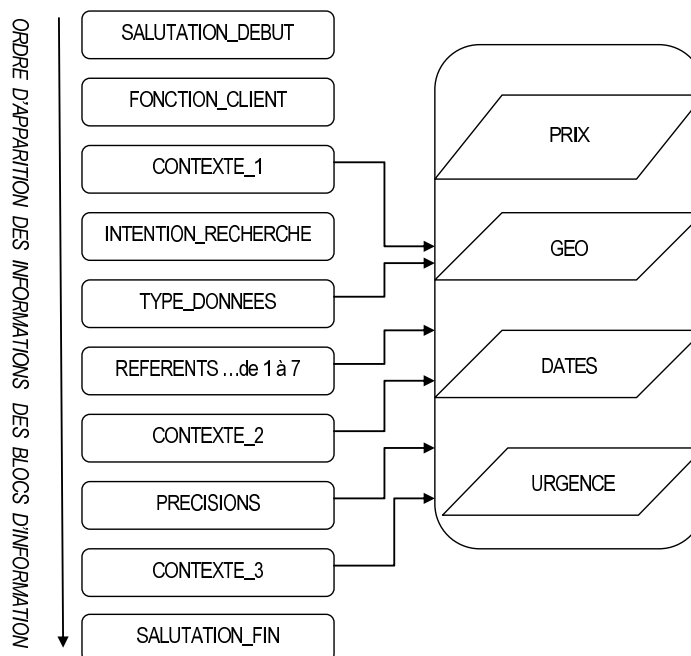 ORDRE D'APPARITION DES INFORMATIONS DES BLOCS D'INFORMATION
SALUTATION_DEBUT
FONCTION_CLIENT
CONTEXTE_1
INTENTION_RECHERCHE
TYPE_DONNEES
REFERENTS ...de 1 à 7
CONTEXTE_2
PRECISIONS
CONTEXTE_3
SALUTATION_FIN
PRIX
GEO
DATES
URGENCE